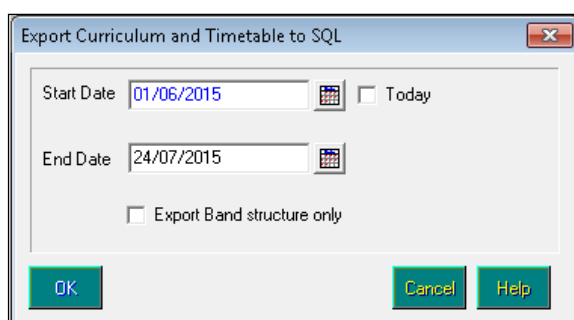 Export Curriculum and Timetable to SQL
Start Date 01/06/2015 Today
End Date 24/07/2015
Export Band structure only
OK Cancel Help